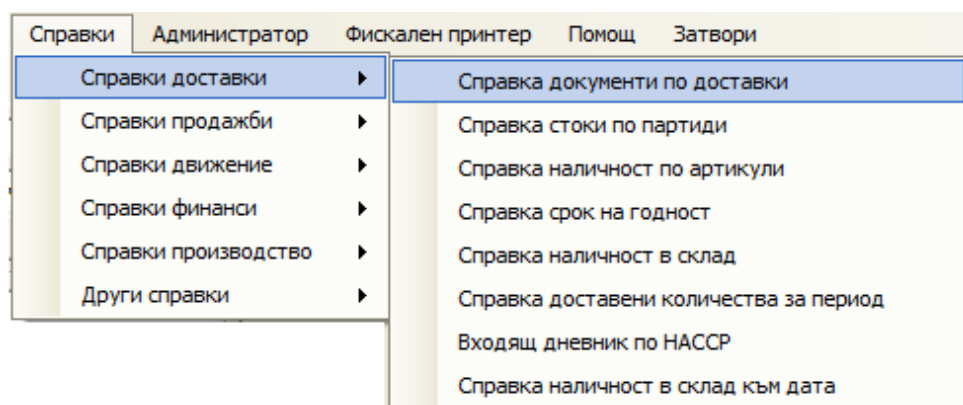 Справки Администратор Фискален принтер Помощ Затвори
Справки доставки
Справки продажби
Справки движение
Справки финанси
Справки производство
Други справки
Справка документи по доставки
Справка стоки по партиди
Справка наличност по артикули
Справка срок на годност
Справка наличност в склад
Справка доставени количества за период
Входящ дневник по НАССР
Справка наличност в склад към дата